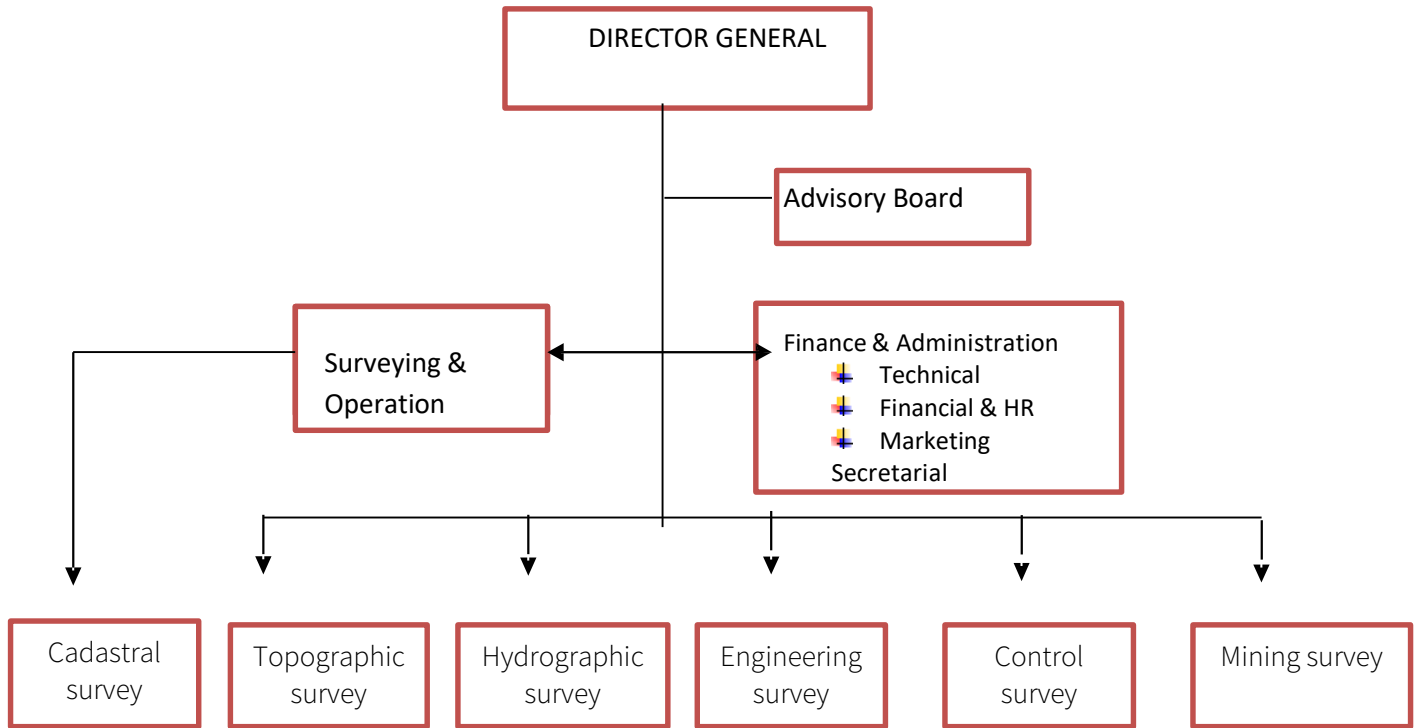 DIRECTOR GENERAL
Advisory Board
Surveying &
Operation
Finance & Administration
Technical
Financial & HR
Marketing
Secretarial
Cadastral
survey
Topographic
survey
Hydrographic
survey
Engineering
survey
Control
survey
Mining survey